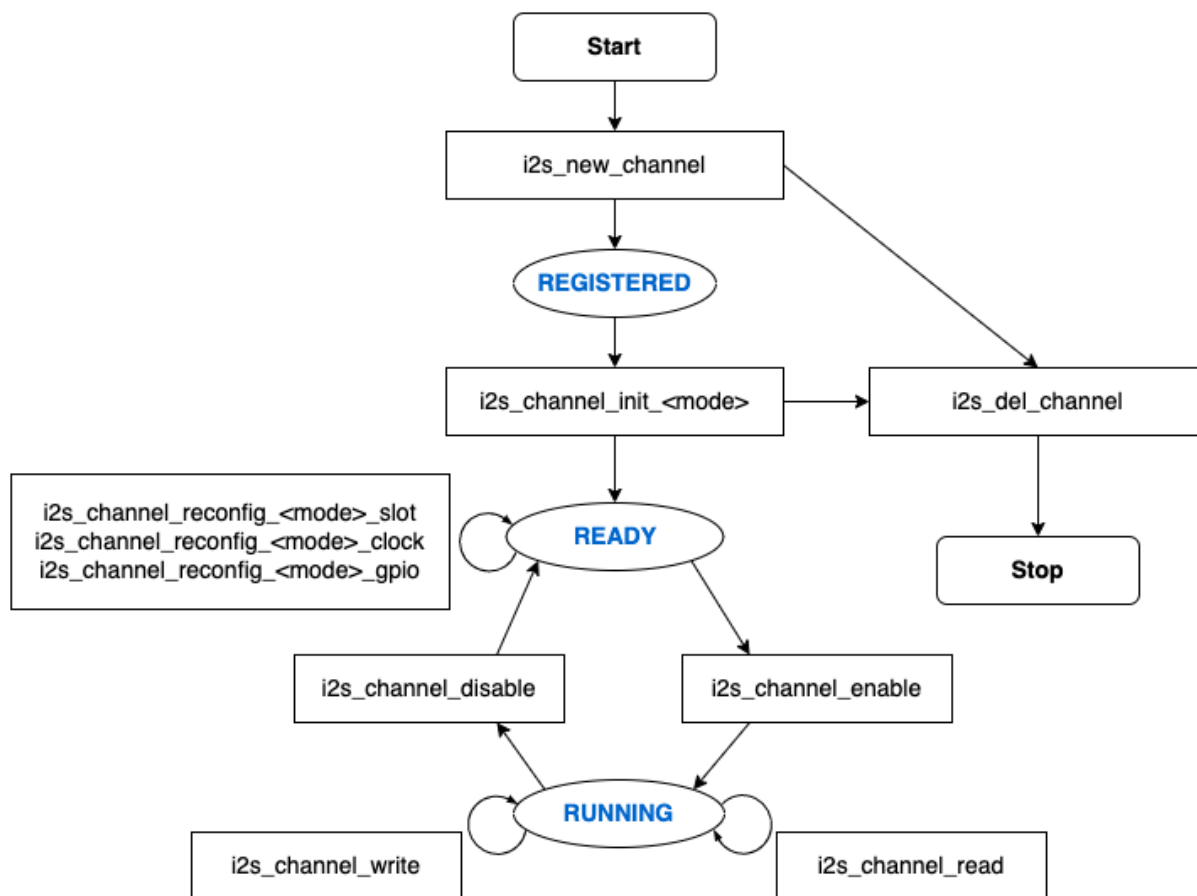 Start
i2s_new_channel
REGISTERED
i2s_channel_init_<mode>
i2s_del_channel
i2s_channel_reconfig_<mode>_slot
i2s_channel_reconfig_<mode>_clock
i2s_channel_reconfig_<mode>_gpio
READY
Stop
i2s_channel_disable
i2s_channel_enable
RUNNING
i2s_channel_write
i2s_channel_read